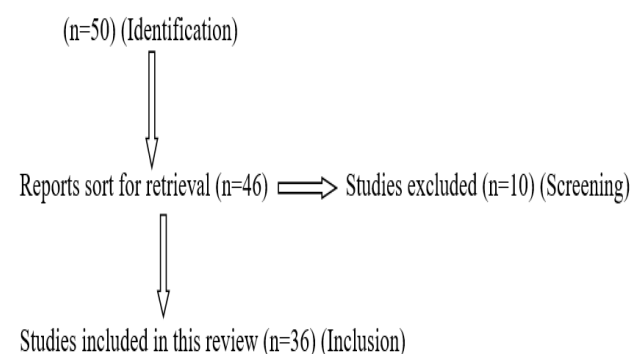 (n=50) (Identification)
Reports sort for retrieval (n=46)
Studies excluded (n=10) (Screening)
Studies included in this review (n=36) (Inclusion)